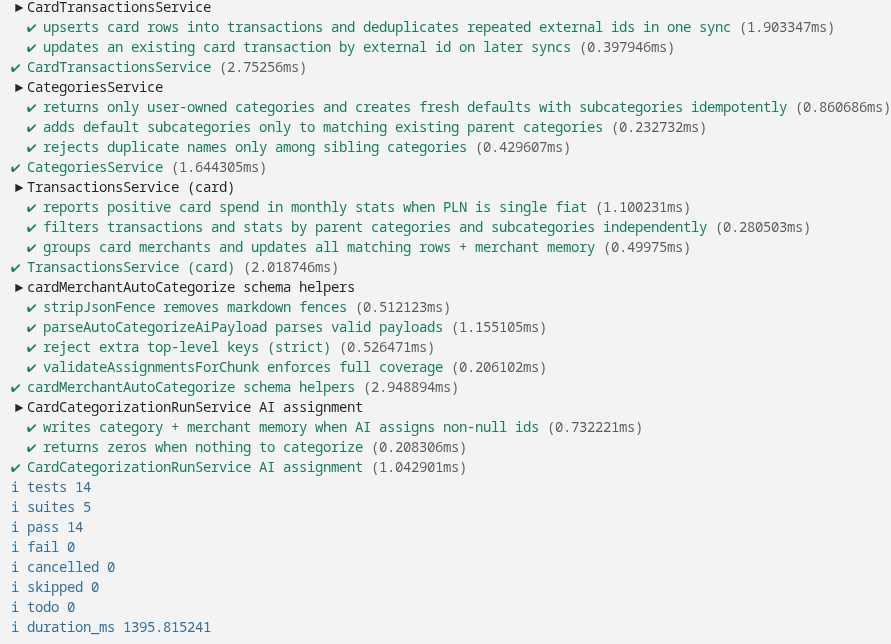 ▶ CardTransactionsService
✔ upserts card rows into transactions and deduplicates repeated external ids in one sync (1.903347ms)
✔ updates an existing card transaction by external id on later syncs (0.397946ms)
✔ CardTransactionsService (2.75256ms)
▶ CategoriesService
✔ returns only user-owned categories and creates fresh defaults with subcategories idempotently (0.860686ms)
✔ adds default subcategories only to matching existing parent categories (0.232732ms)
✔ rejects duplicate names only among sibling categories (0.429607ms)
✔ CategoriesService (1.644305ms)
▶ TransactionsService (card)
✔ reports positive card spend in monthly stats when PLN is single fiat (1.100231ms)
✔ filters transactions and stats by parent categories and subcategories independently (0.280503ms)
✔ groups card merchants and updates all matching rows + merchant memory (0.49975ms)
✔ TransactionsService (card) (2.018746ms)
▶ cardMerchantAutoCategorize schema helpers
✔ stripJsonFence removes markdown fences (0.512123ms)
✔ parseAutoCategorizeAiPayload parses valid payloads (1.155105ms)
✔ reject extra top-level keys (strict) (0.526471ms)
✔ validateAssignmentsForChunk enforces full coverage (0.206102ms)
✔ cardMerchantAutoCategorize schema helpers (2.948894ms)
▶ CardCategorizationRunService AI assignment
✔ writes category + merchant memory when AI assigns non-null ids (0.732221ms)
✔ returns zeros when nothing to categorize (0.208306ms)
✔ CardCategorizationRunService AI assignment (1.042901ms)
i tests 14
i suites 5
i pass 14
i fail 0
i cancelled 0
i skipped 0
i todo 0
i duration_ms 1395.815241